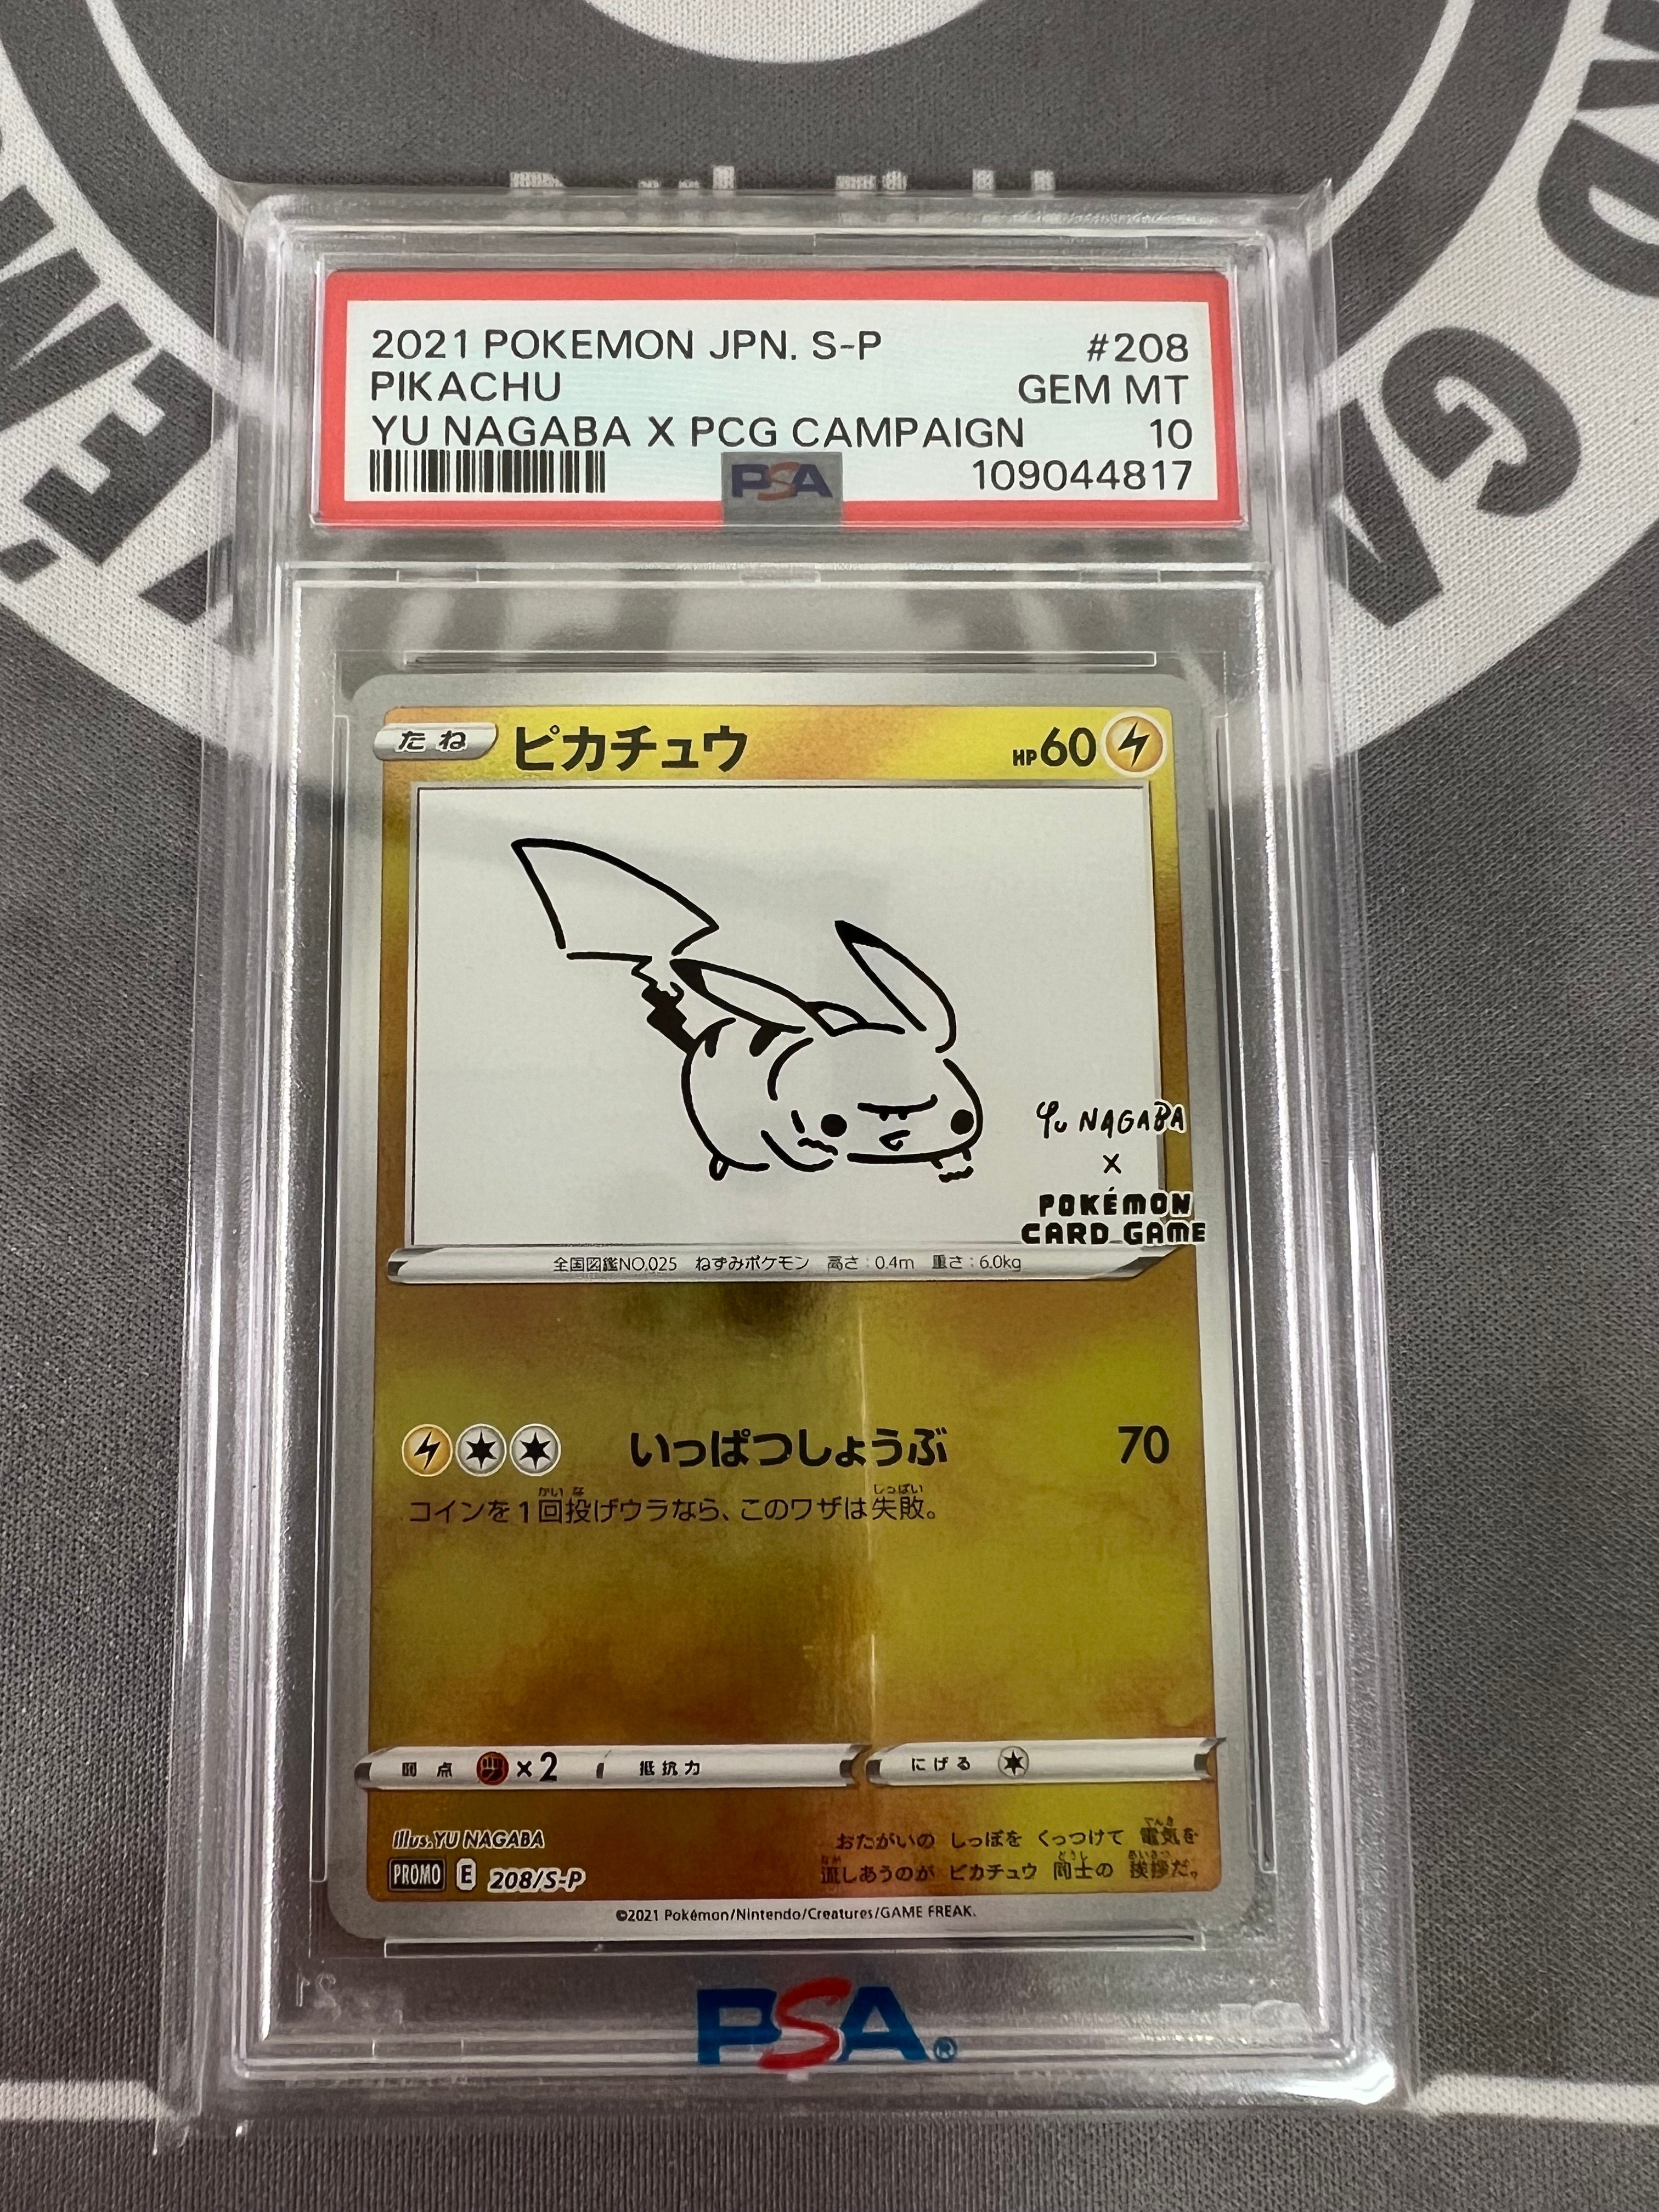 2021 POKEMON JPN. S-P #208
PIKACHU GEM MT
YU NAGABA X PCG CAMPAIGN 10
PSA 109044817
たね ピカチュウ HP60
Yu NAGABA
×
POKÉMON
CARD GAME
全国図鑑NO.025 ねずみポケモン 高さ:0.4m 重さ:6.0kg
いっぱつしょうぶ 70
コインを1回投げウラなら、このワザは失敗。
弱点 ×2 抵抗力 にげる
Illus.YU NAGABA
PROMO E 208/S-P
おたがいの しっぽを くっつけて 電気を
流しあうのが ピカチュウ 同士の 挨拶だ。
©2021 Pokémon/Nintendo/Creatures/GAME FREAK.
PSA®